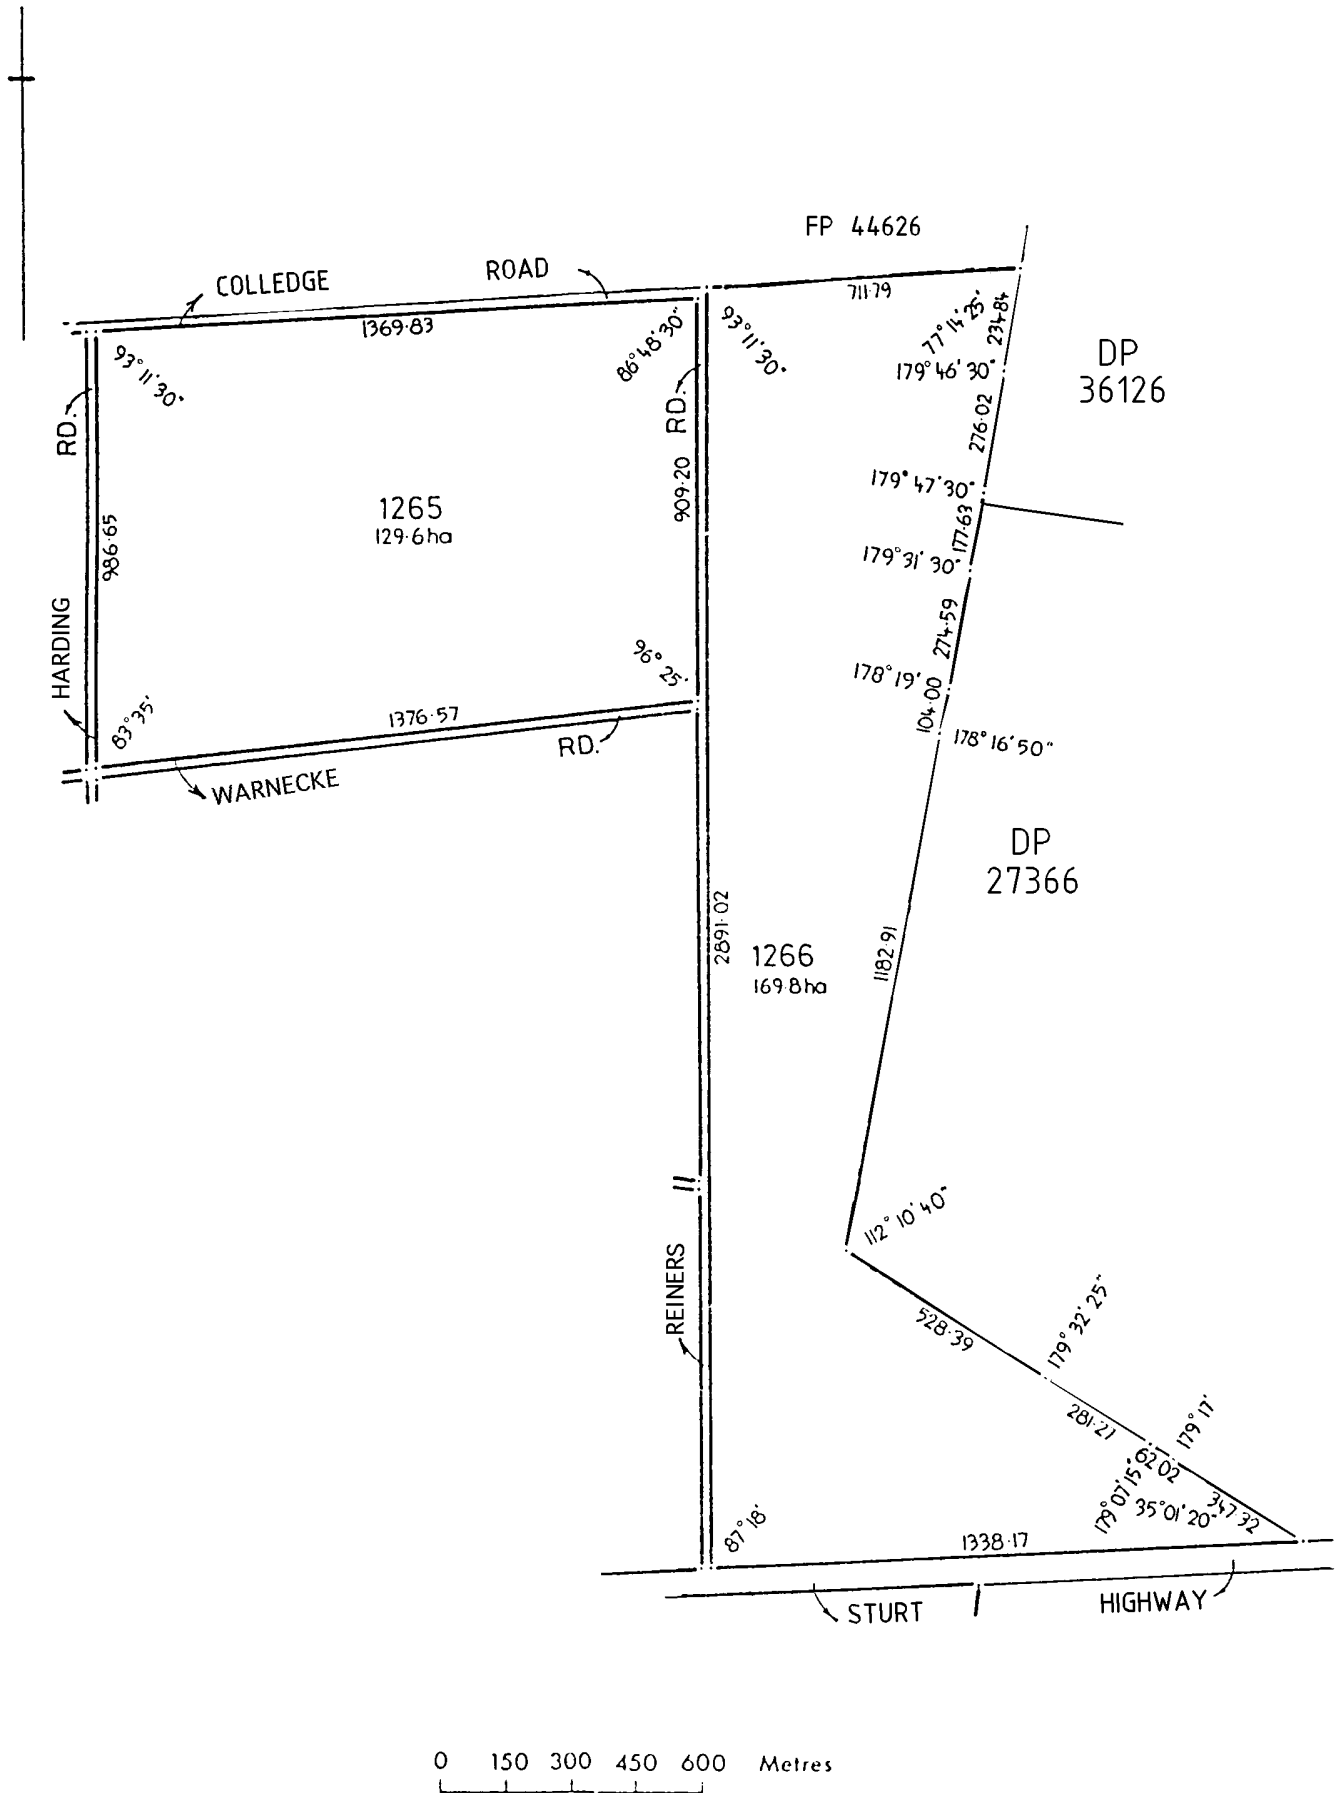 FP 44626
COLLEDGE ROAD
711·79
1369·83
77°14'25"
234·84
93°11'30"
86°48'30"
93°11'30"
179°46'30"
DP
36126
RD.
RD.
276·02
909·20
179°47'30"
1265
129·6ha
986·65
177·63
179°31'30"
HARDING
274·59
96°25'
178°19'
104·00
83°35'
1376·57
RD.
178°16'50"
WARNECKE
DP
27366
2891·02
1266
169·8ha
1182·91
112°10'40"
REINERS
528·39
179°32'25"
281·27
179°17'
62·02
179°07'15"
35°01'20"
347·32
87°18'
1338·17
STURT HIGHWAY
0 150 300 450 600 Metres